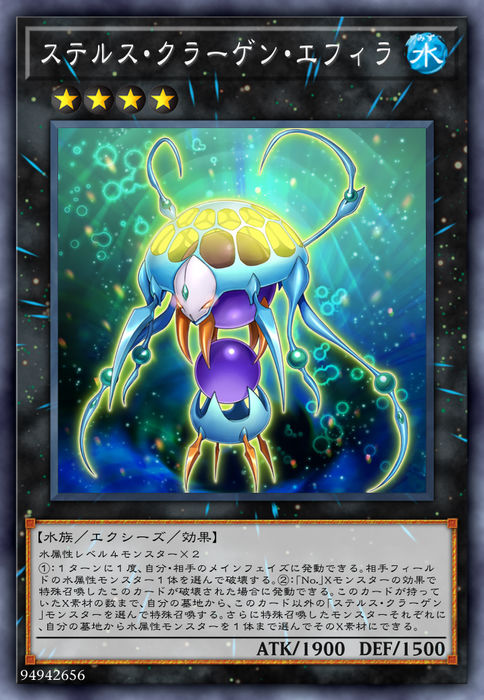 ステルス・クラーゲン・エフィラ
みず
水
【水族／エクシーズ／効果】
水属性レベル４モンスター×２
①：１ターンに１度、自分・相手のメインフェイズに発動できる。相手フィール
ドの水属性モンスター１体を選んで破壊する。②：「No.」Xモンスターの効果で
特殊召喚したこのカードが破壊された場合に発動できる。このカードが持って
いたX素材の数まで、自分の墓地から、このカード以外の「ステルス・クラーゲン」
モンスターを選んで特殊召喚する。さらに特殊召喚したモンスターそれぞれに
、自分の墓地から水属性モンスターを１体まで選んでそのX素材にできる。
ATK/1900 DEF/1500
94942656